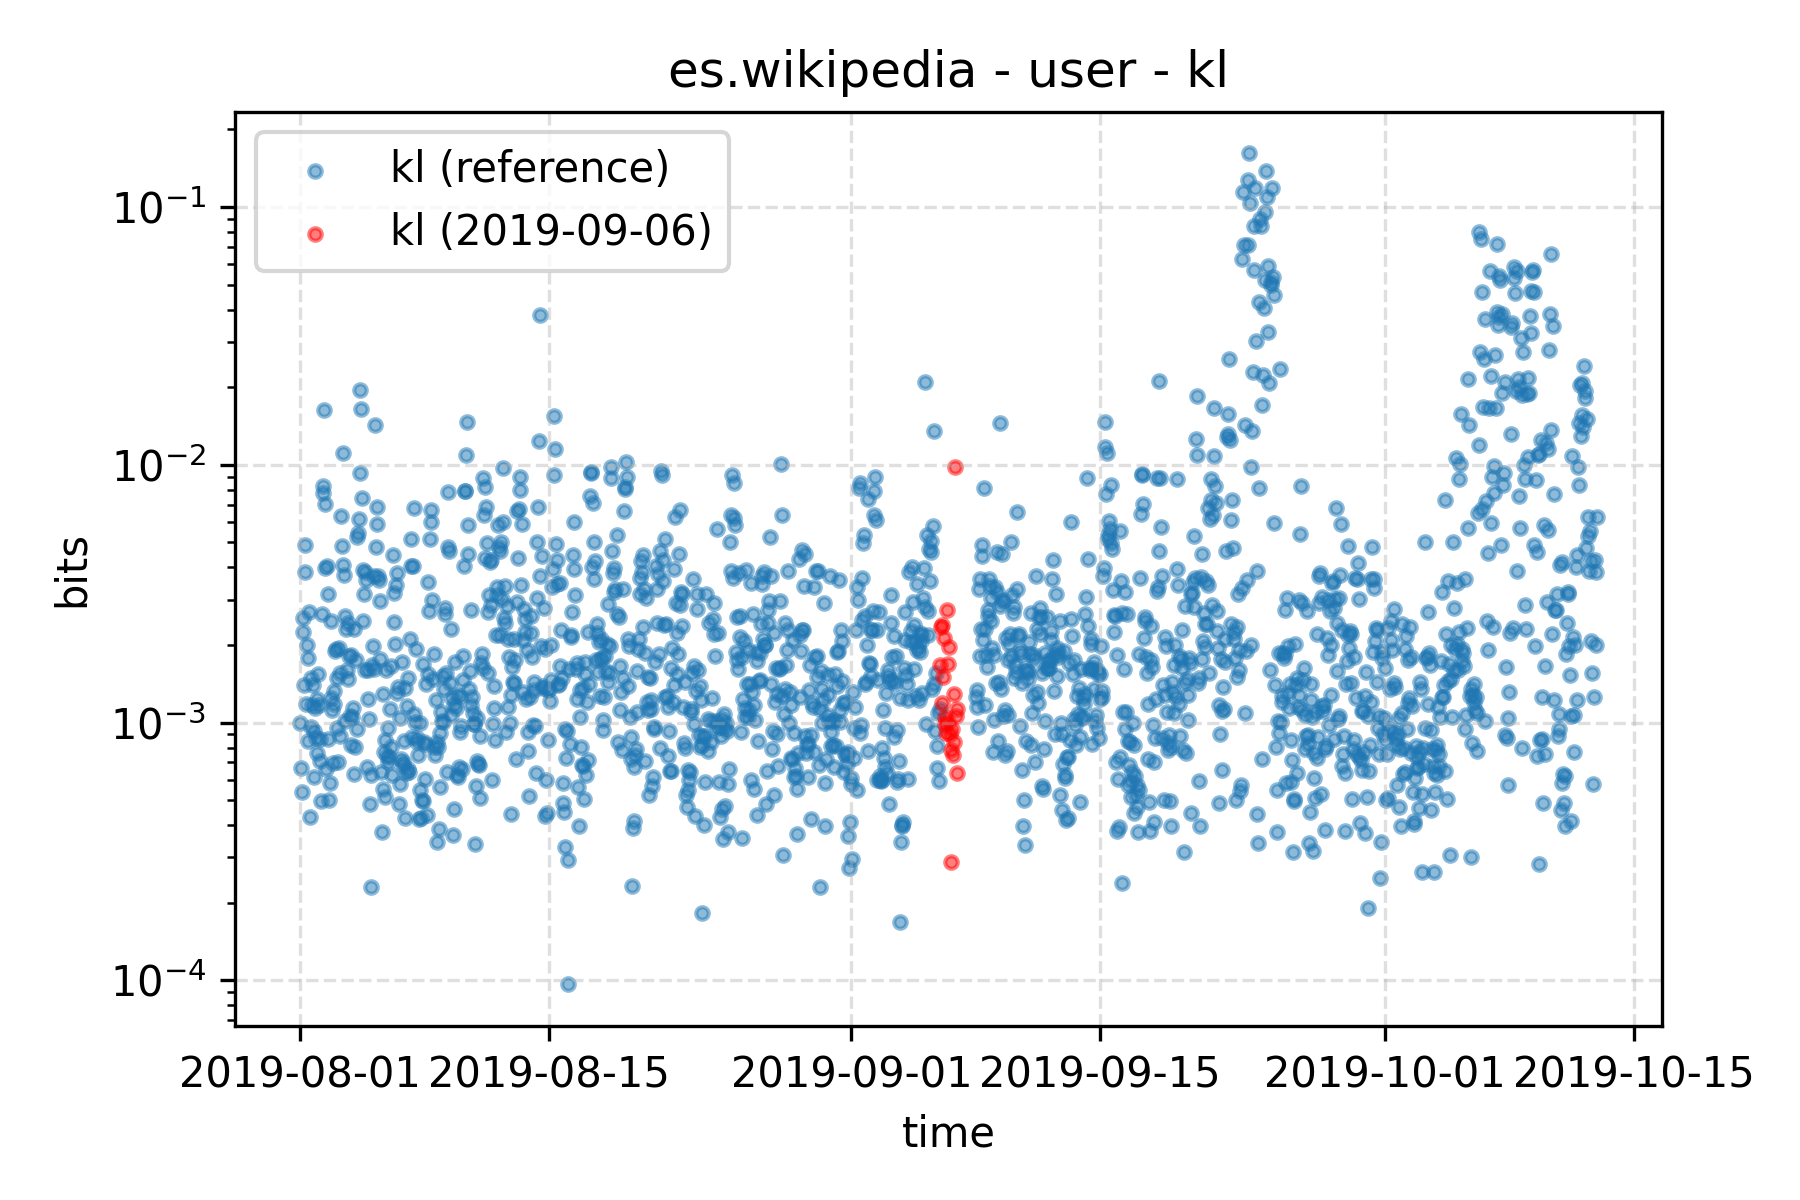 es.wikipedia - user - kl
kl (reference)
kl (2019-09-06)
10⁻¹
10⁻²
10⁻³
10⁻⁴
bits
2019-08-01 2019-08-15 2019-09-01 2019-09-15 2019-10-01 2019-10-15
time